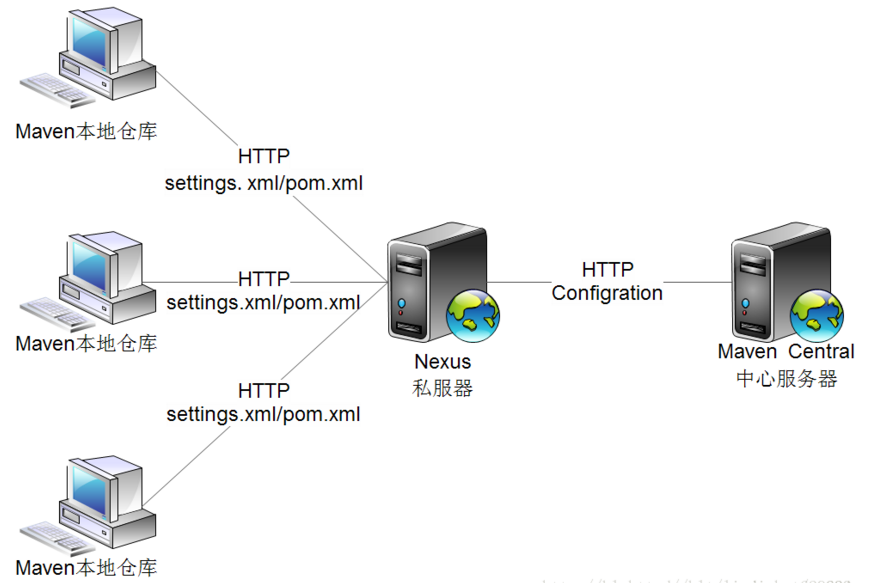 Maven本地仓库
HTTP
settings. xml/pom.xml
HTTP
settings.xml/pom.xml
Maven本地仓库
HTTP
Configration
Nexus
私服器
Maven Central
中心服务器
HTTP
settings.xml/pom.xml
Maven本地仓库